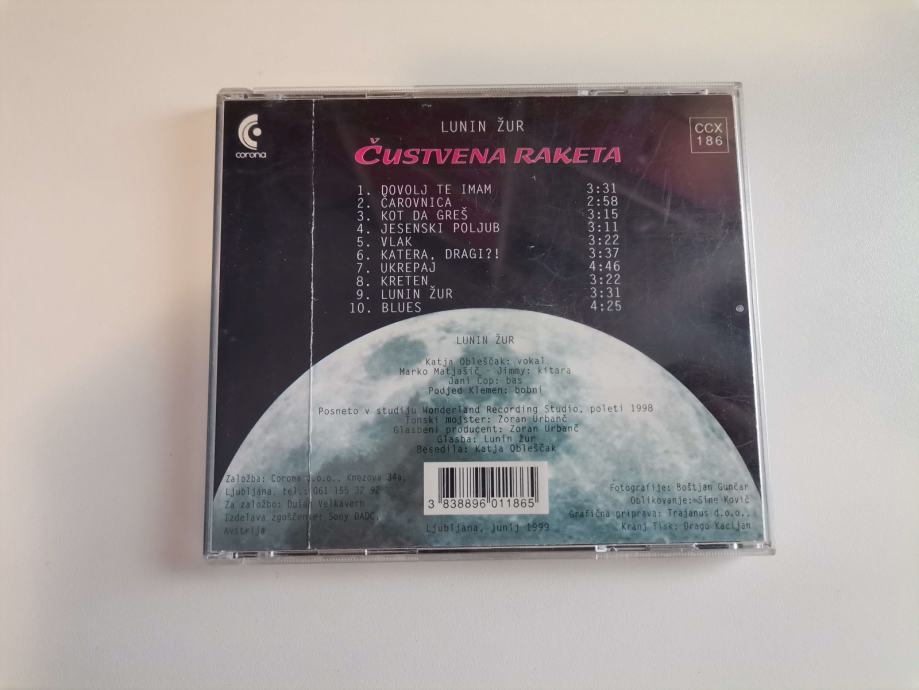 corona
LUNIN ŽUR
CCX
186
ČUSTVENA RAKETA
1. DOVOLJ TE IMAM 3:31
2. ČAROVNICA 2:58
3. KOT DA GREŠ 3:15
4. JESENSKI POLJUB 3:11
5. VLAK 3:22
6. KATERA, DRAGI?! 3:37
7. UKREPAJ 4:46
8. KRETEN 3:22
9. LUNIN ŽUR 3:31
10. BLUES 4:25
LUNIN ŽUR
Katja Obleščak: vokal
Marko Matjašič - Jimmy: kitara
Jani Čop: bas
Podjed Klemen: bobni
Posneto v studiju Wonderland Recording Studio, poleti 1998
Tonski mojster: Zoran Urbanč
Glasbeni producent: Zoran Urbanč
Glasba: Lunin žur
Besedila: Katja Obleščak
Založba: Corona d.o.o., Knezova 34a,
Ljubljana, tel.: 061 155 37 92
Za založbo: Dušan Velkaverh
Izdelava zgoščenke: Sony DADC,
Avstrija
3 838896 011865
Ljubljana, junij 1999
Fotografije: Boštjan Gunčar
Oblikovanje: Sine Kovič
Grafična priprava: Trajanus d.o.o.,
Kranj Tisk: Drago Kacijan